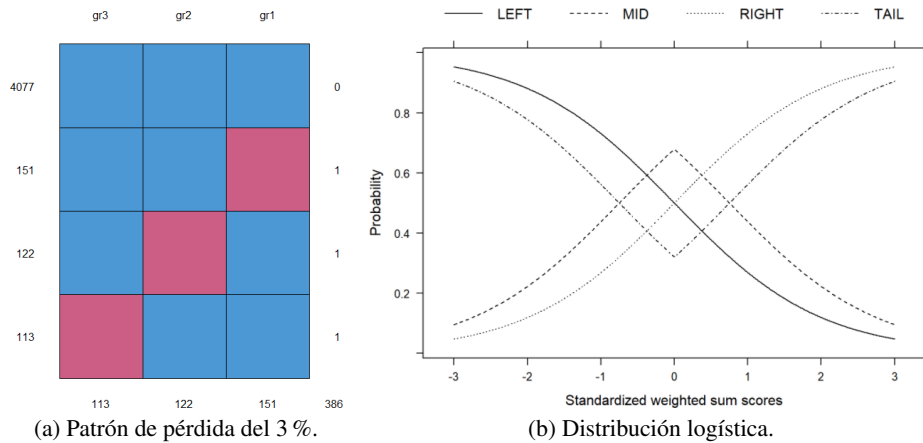 gr3 gr2 gr1
4077 0
151 1
122 1
113 1
113 122 151 386
(a) Patrón de pérdida del 3 %.
LEFT MID RIGHT TAIL
Probability
0.8
0.6
0.4
0.2
-3 -2 -1 0 1 2 3
Standardized weighted sum scores
(b) Distribución logística.